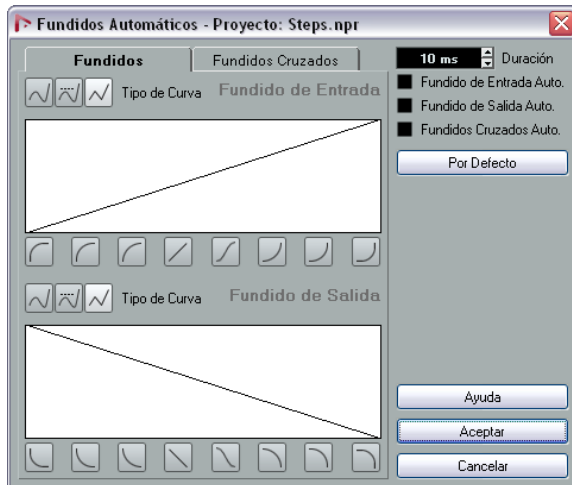 Fundidos Automáticos - Proyecto: Steps.npr
Fundidos
Fundidos Cruzados
Tipo de Curva
Fundido de Entrada
Tipo de Curva
Fundido de Salida
10 ms
Duración
Fundido de Entrada Auto.
Fundido de Salida Auto.
Fundidos Cruzados Auto.
Por Defecto
Ayuda
Aceptar
Cancelar